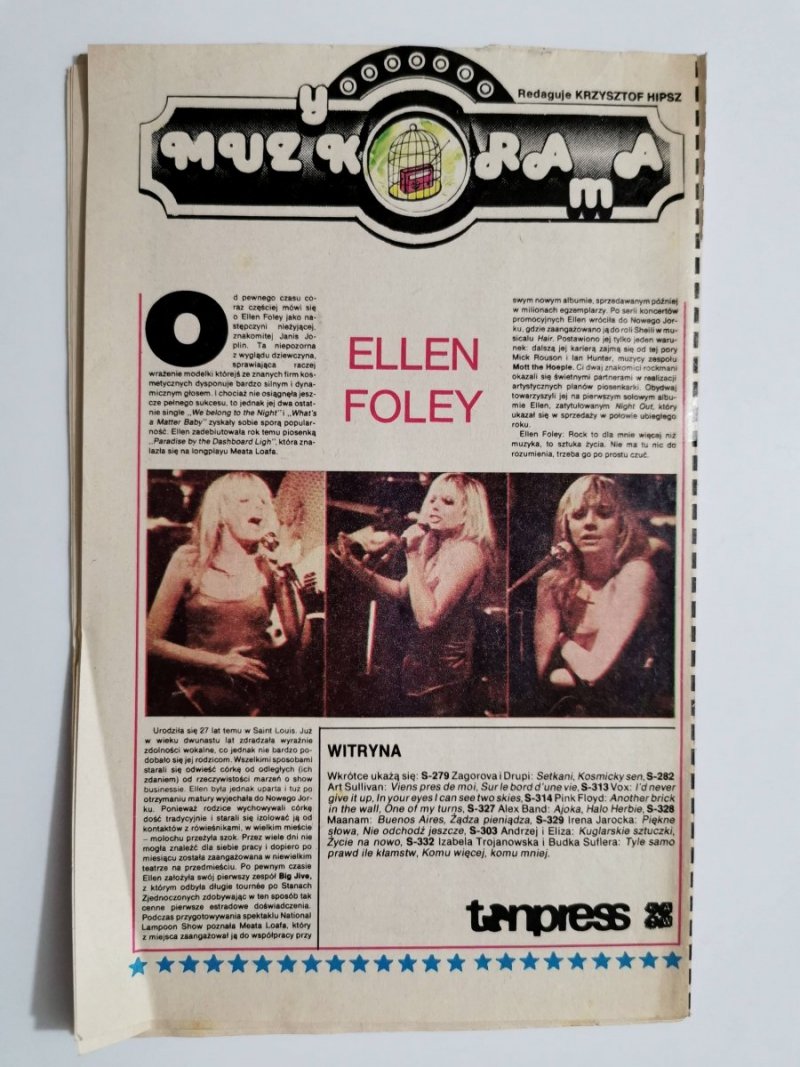 Redaguje KRZYSZTOF HIPSZ
MUZYKORAmA
Od pewnego czasu co-
raz częściej mówi się
o Ellen Foley jako na-
stępczyni nieżyjącej,
znakomitej Janis Jo-
plin. Ta niepozorna
z wyglądu dziewczyna,
sprawiająca raczej
wrażenie modelki którejś ze znanych firm kos-
metycznych dysponuje bardzo silnym i dyna-
micznym głosem. I chociaż nie osiągnęła jesz-
cze pełnego sukcesu, to jednak jej dwa ostat-
nie single „We belong to the Night" i „What's
a Matter Baby" zyskały sobie sporą popular-
ność. Ellen zadebiutowała rok temu piosenką
„Paradise by the Dashboard Ligh", która zna-
lazła się na longplayu Meata Loafa.
ELLEN
FOLEY
Urodziła się 27 lat temu w Saint Louis. Już
w wieku dwunastu lat zdradzała wyraźnie
zdolności wokalne, co jednak nie bardzo po-
dobało się jej rodzicom. Wszelkimi sposobami
starali się odwieść córkę od odległych (ich
zdaniem) od rzeczywistości marzeń o show
businessie. Ellen była jednak uparta i tuż po
otrzymaniu matury wyjechała do Nowego Jor-
ku. Ponieważ rodzice wychowywali córkę
dość tradycyjnie i starali się izolować ją od
kontaktów z rówieśnikami, w wielkim mieście
– molochu przeżyła szok. Przez wiele dni nie
mogła znaleźć dla siebie pracy i dopiero po
miesiącu została zaangażowana w niewielkim
teatrze na przedmieściu. Po pewnym czasie
Ellen założyła swój pierwszy zespół Big Jive,
z którym odbyła długie tournée po Stanach
Zjednoczonych zdobywając w ten sposób tak
cenne pierwsze estradowe doświadczenia.
Podczas przygotowywania spektaklu National
Lampoon Show poznała Meata Loafa, który
z miejsca zaangażował ją do współpracy przy
swym nowym albumie, sprzedawanym później
w milionach egzemplarzy. Po serii koncertów
promocyjnych Ellen wróciła do Nowego Jor-
ku, gdzie zaangażowano ją do roli Sheili w mu-
sicalu Hair. Postawiono jej tylko jeden waru-
nek: dalszą jej karierą zajmą się od tej pory
Mick Rouson i Ian Hunter, muzycy zespołu
Mott the Hoeple. Ci dwaj znakomici rockmani
okazali się świetnymi partnerami w realizacji
artystycznych planów piosenkarki. Obydwaj
towarzyszyli jej na pierwszym solowym albu-
mie Ellen, zatytułowanym Night Out, który
ukazał się w sprzedaży w połowie ubiegłego
roku.
Ellen Foley: Rock to dla mnie więcej niż
muzyka, to sztuka życia. Nie ma tu nic do
rozumienia, trzeba go po prostu czuć.
WITRYNA
Wkrótce ukażą się: S-279 Zagorova i Drupi: Setkani, Kosmicky sen, S-282
Art Sullivan: Viens pres de moi, Sur le bord d'une vie, S-313 Vox: I'd never
give it up, In your eyes I can see two skies, S-314 Pink Floyd: Another brick
in the wall, One of my turns, S-327 Alex Band: Ajoka, Halo Herbie, S-328
Maanam: Buenos Aires, Żądza pieniądza, S-329 Irena Jarocka: Piękne
słowa, Nie odchodź jeszcze, S-303 Andrzej i Eliza: Kuglarskie sztuczki,
Życie na nowo, S-332 Izabela Trojanowska i Budka Suflera: Tyle samo
prawd ile kłamstw, Komu więcej, komu mniej.
tonpress